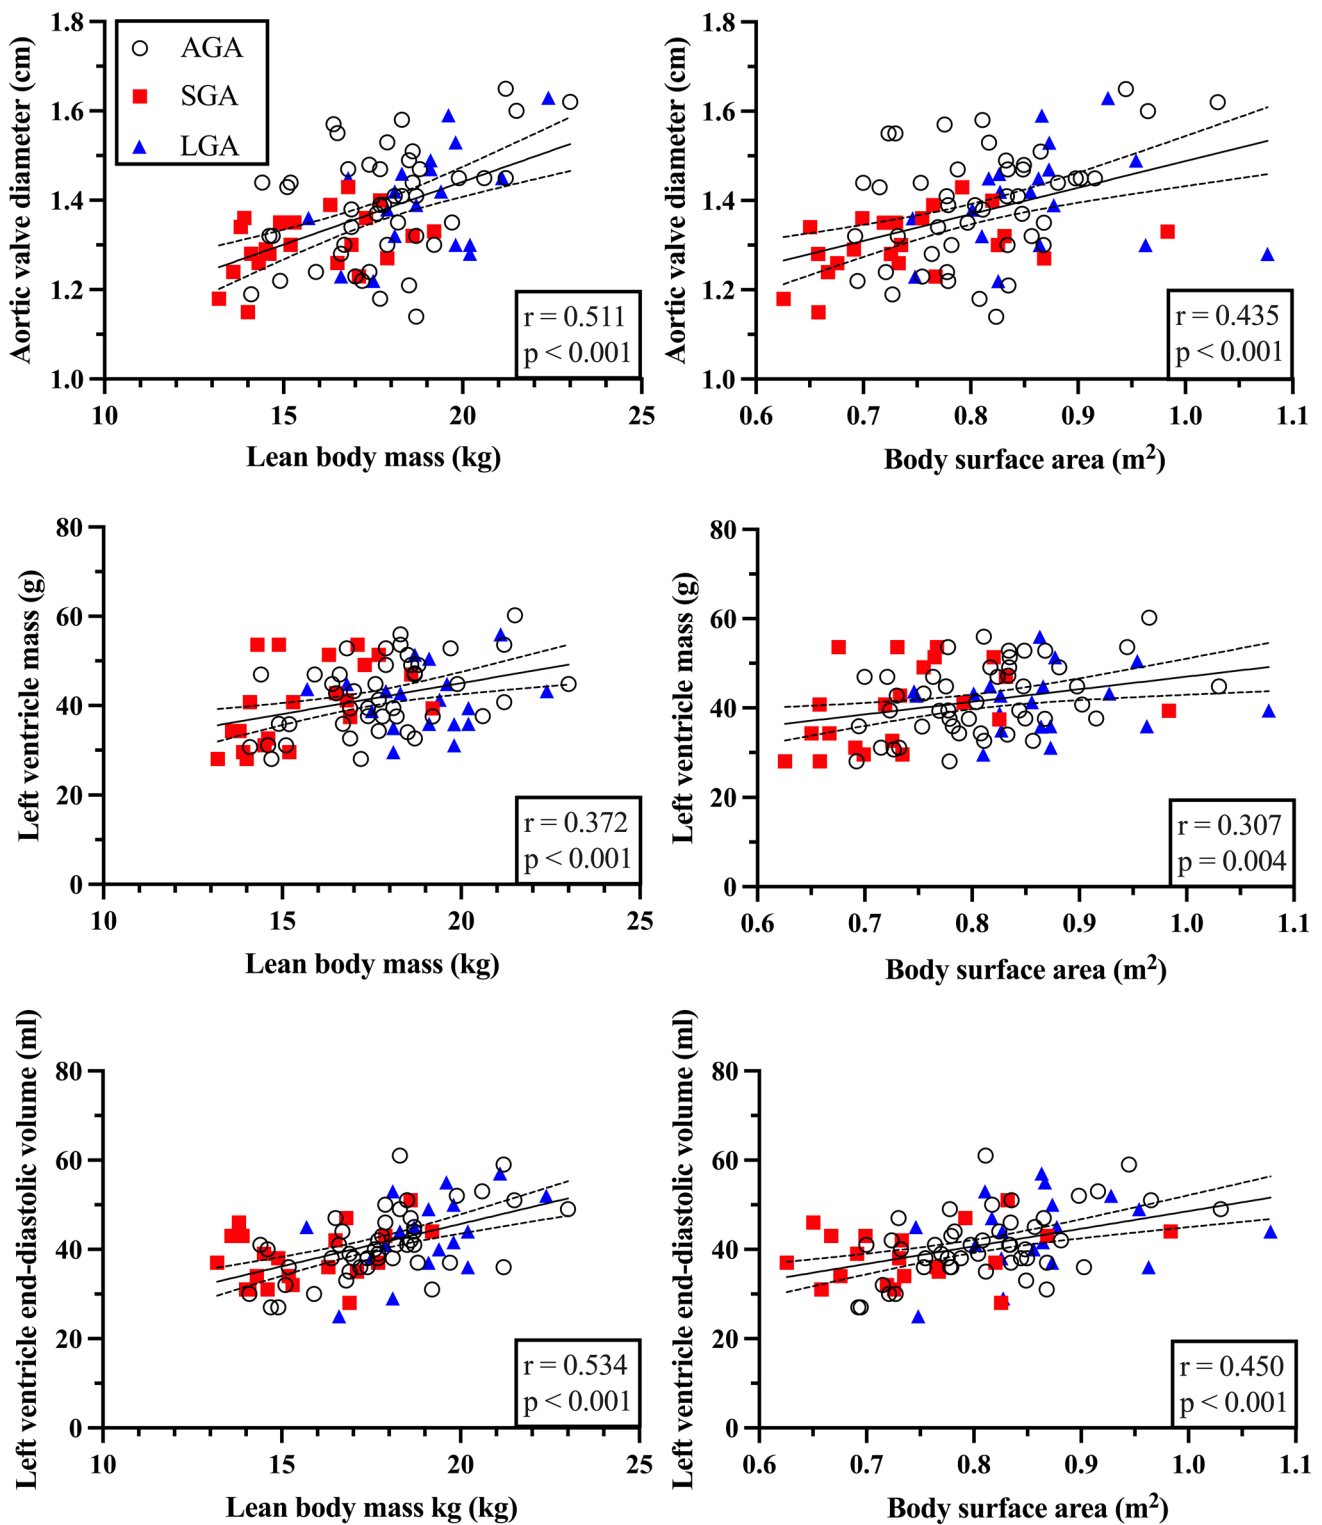 Aortic valve diameter (cm)
1.8
1.6
1.4
1.2
1.0
AGA
SGA
LGA
r = 0.511
p < 0.001
10
15
20
25
Lean body mass (kg)
Aortic valve diameter (cm)
1.8
1.6
1.4
1.2
1.0
r = 0.435
p < 0.001
0.6
0.7
0.8
0.9
1.0
1.1
Body surface area (m²)
Left ventricle mass (g)
80
60
40
20
0
r = 0.372
p < 0.001
10
15
20
25
Lean body mass (kg)
Left ventricle mass (g)
80
60
40
20
0
r = 0.307
p = 0.004
0.6
0.7
0.8
0.9
1.0
1.1
Body surface area (m²)
Left ventricle end-diastolic volume (ml)
80
60
40
20
0
r = 0.534
p < 0.001
10
15
20
25
Lean body mass kg (kg)
Left ventricle end-diastolic volume (ml)
80
60
40
20
0
r = 0.450
p < 0.001
0.6
0.7
0.8
0.9
1.0
1.1
Body surface area (m²)